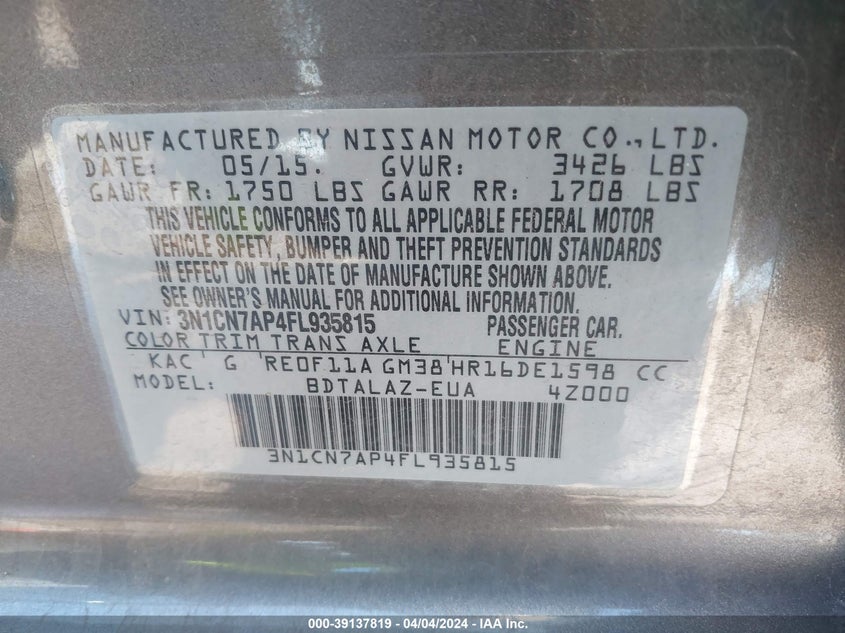 MANUFACTURED BY NISSAN MOTOR CO.,LTD.
DATE: 05/15. GVWR: 3426 LBS
GAWR FR: 1750 LBS GAWR RR: 1708 LBS
THIS VEHICLE CONFORMS TO ALL APPLICABLE FEDERAL MOTOR
VEHICLE SAFETY, BUMPER AND THEFT PREVENTION STANDARDS
IN EFFECT ON THE DATE OF MANUFACTURE SHOWN ABOVE.
SEE OWNER'S MANUAL FOR ADDITIONAL INFORMATION.
VIN: 3N1CN7AP4FL935815 PASSENGER CAR.
COLOR TRIM TRANS AXLE ENGINE
KAC G RE0F11A GM38 HR16DE1598 CC
MODEL: BDTALAZ-EUA 4Z000
3N1CN7AP4FL935815
000-39137819 - 04/04/2024 - IAA Inc.